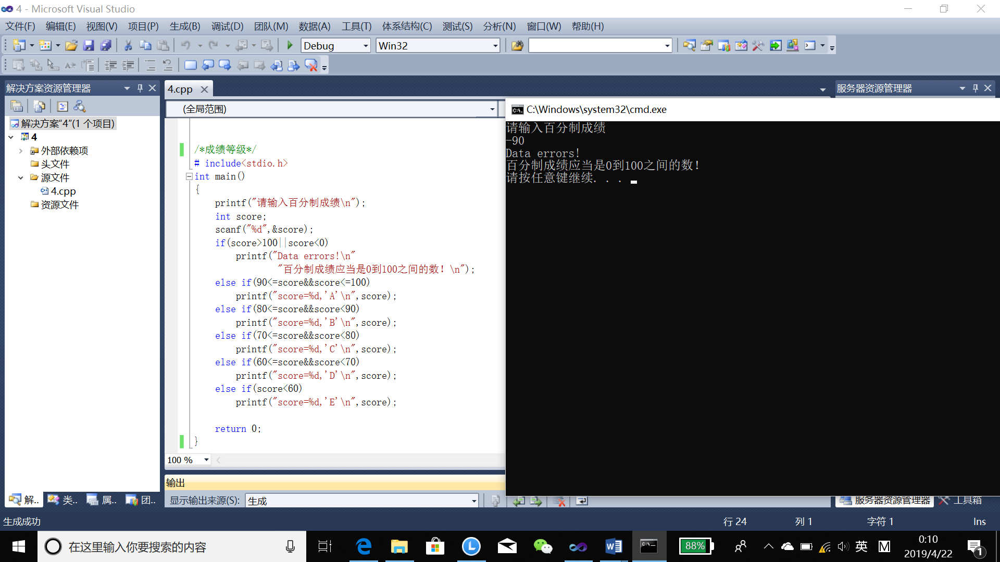 4 - Microsoft Visual Studio
文件(F) 编辑(E) 视图(V) 项目(P) 生成(B) 调试(D) 团队(M) 数据(A) 工具(T) 体系结构(C) 测试(S) 分析(N) 窗口(W) 帮助(H)
Debug Win32
解决方案资源管理器
4.cpp
服务器资源管理器
(全局范围)
解决方案“4”(1 个项目)
4
外部依赖项
头文件
源文件
4.cpp
资源文件
/*成绩等级*/
# include<stdio.h>
int main()
{
printf("请输入百分制成绩\n");
int score;
scanf("%d",&score);
if(score>100||score<0)
printf("Data errors!\n"
"百分制成绩应当是0到100之间的数！\n");
else if(90<=score&&score<=100)
printf("score=%d,'A'\n",score);
else if(80<=score&&score<90)
printf("score=%d,'B'\n",score);
else if(70<=score&&score<80)
printf("score=%d,'C'\n",score);
else if(60<=score&&score<70)
printf("score=%d,'D'\n",score);
else if(score<60)
printf("score=%d,'E'\n",score);
return 0;
}
100 %
C:\Windows\system32\cmd.exe
请输入百分制成绩
-90
Data errors!
百分制成绩应当是0到100之间的数！
请按任意键继续. . .
输出
显示输出来源(S): 生成
解.. 类.. 属.. 团..
服务器资源管理器 工具箱
生成成功
行 24 列 1 字符 1 Ins
在这里输入你要搜索的内容
88%
英 M
0:10
2019/4/22
1